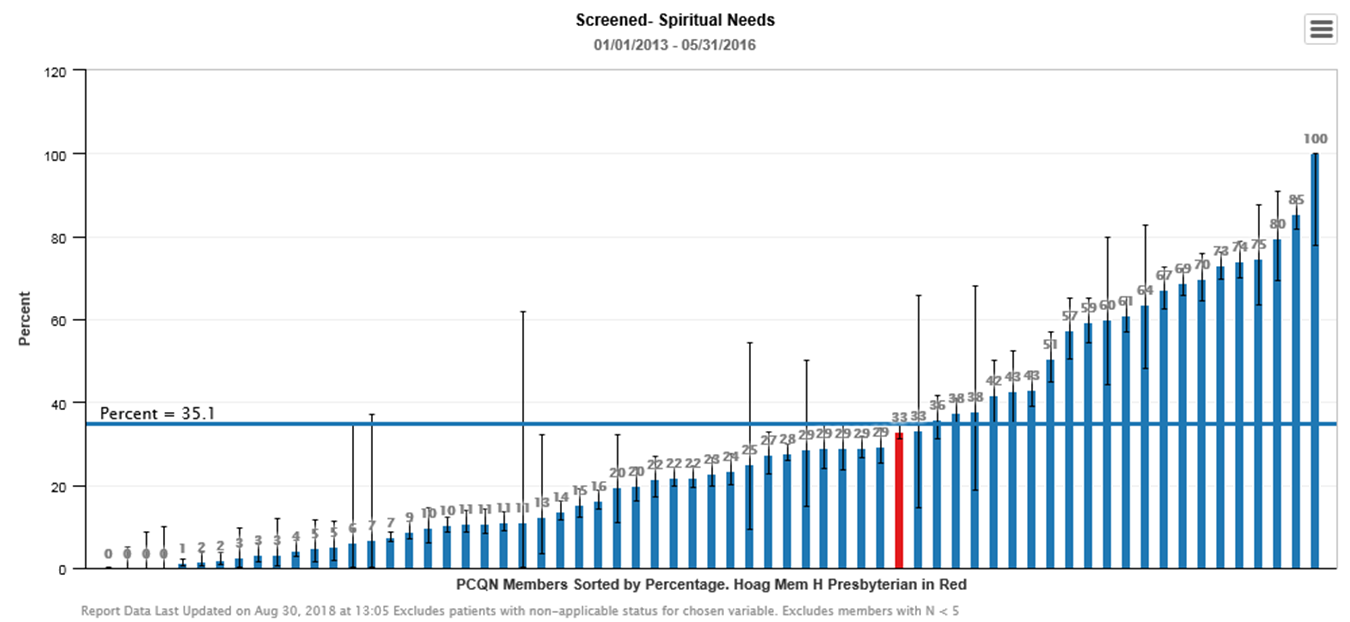 Screened- Spiritual Needs
01/01/2013 - 05/31/2016
120
100
80
60
40
20
0
Percent
Percent = 35.1
0 0 0 0 1 2 2 3 3 3 4 5 5 6 7 7 9 10 10 11 11 11 11 13 14 15 16 20 20 22 22 22 23 24 25 27 28 29 29 29 29 29 33 33 36 38 38 42 43 43 51 57 59 60 61 64 67 69 70 73 74 75 80 85 100
PCQN Members Sorted by Percentage. Hoag Mem H Presbyterian in Red
Report Data Last Updated on Aug 30, 2018 at 13:05 Excludes patients with non-applicable status for chosen variable. Excludes members with N < 5